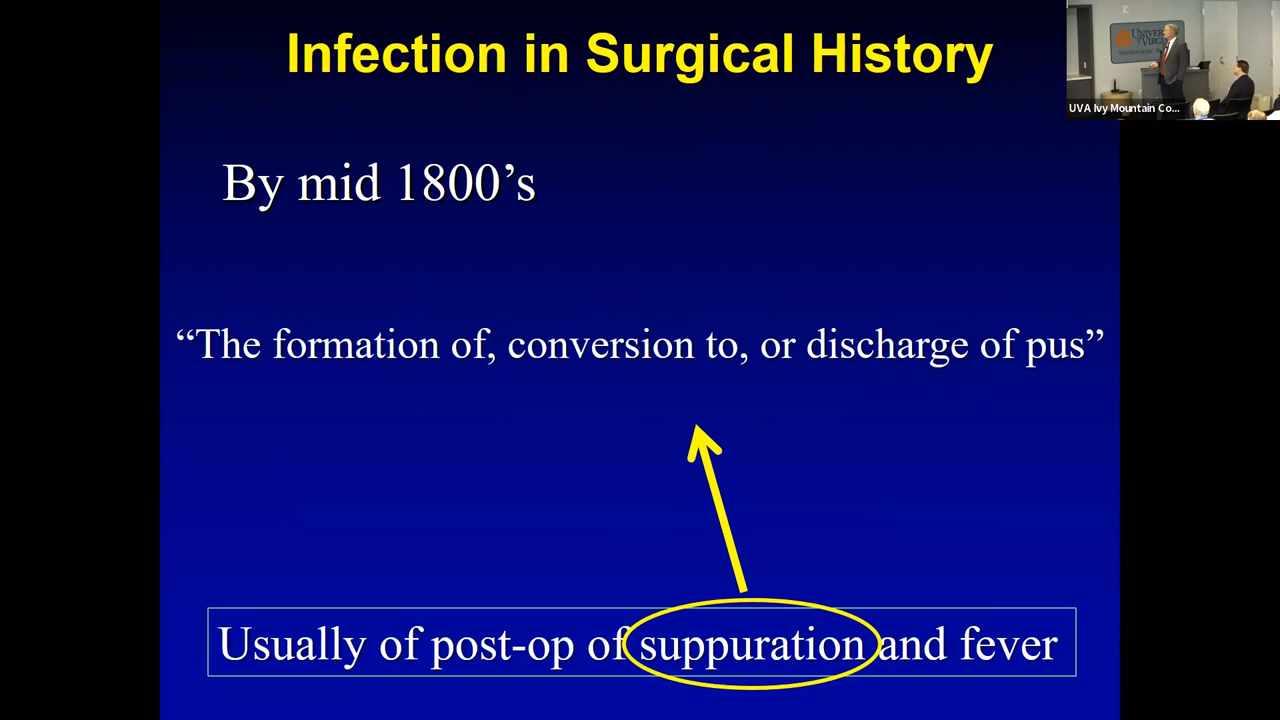 Infection in Surgical History
By mid 1800’s
“The formation of, conversion to, or discharge of pus”
Usually of post-op of suppuration and fever
UVA Ivy Mountain Co...